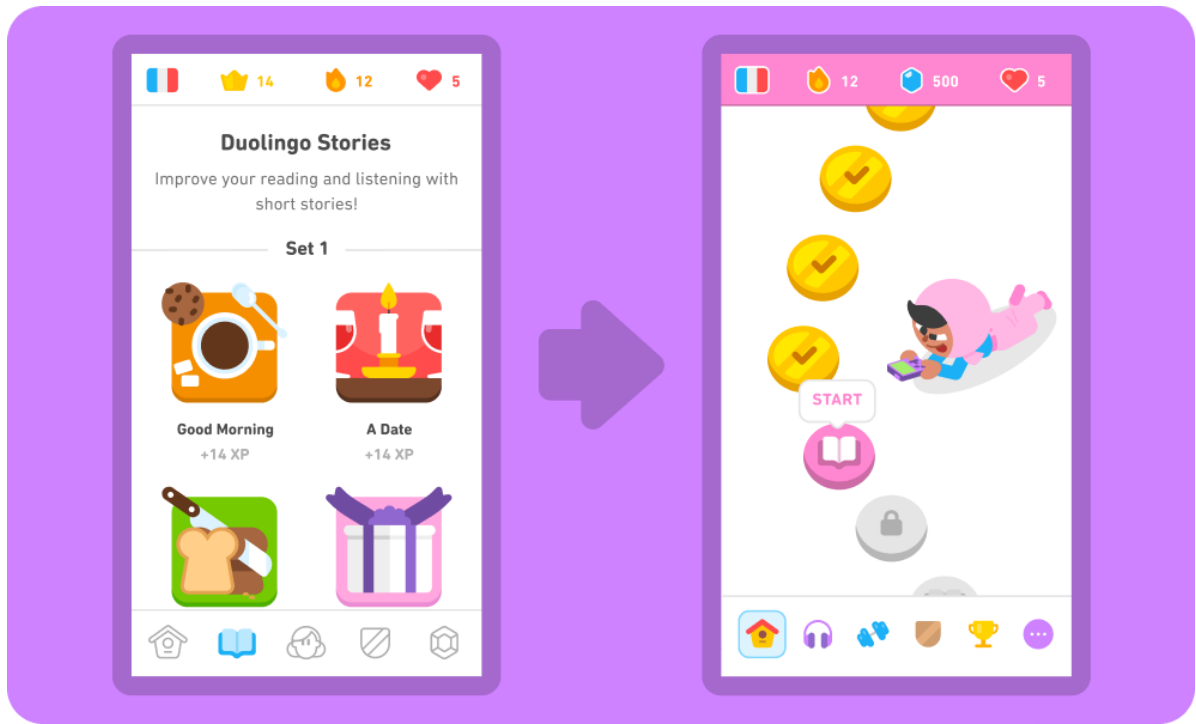 14
12
5
Duolingo Stories
Improve your reading and listening with
short stories!
Set 1
Good Morning
+14 XP
A Date
+14 XP
12
500
5
START